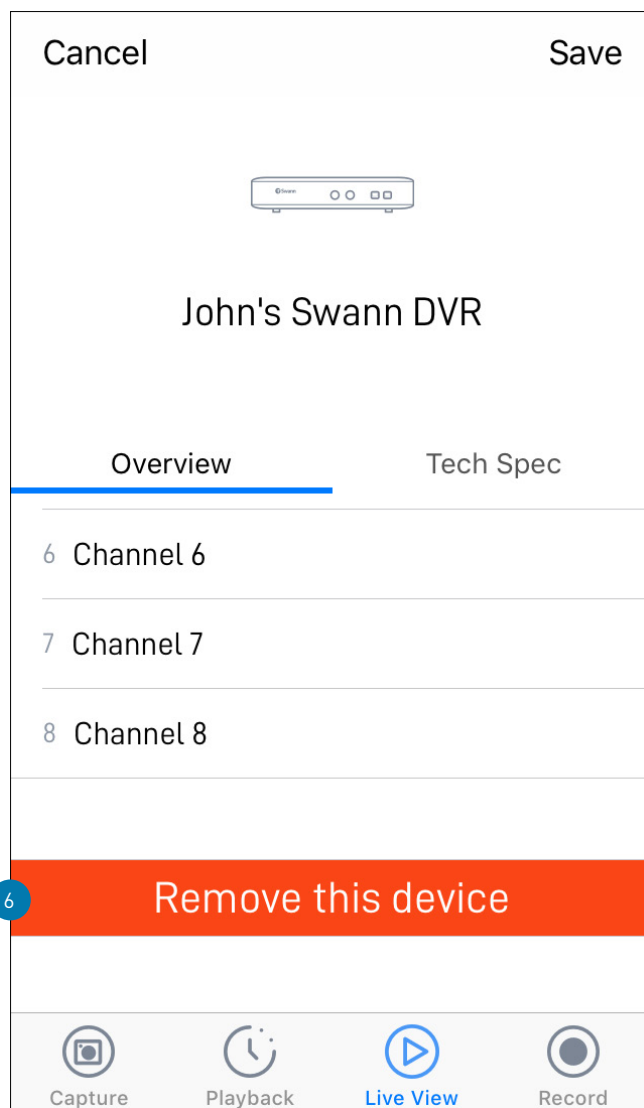 Cancel Save
Swann
John's Swann DVR
Overview Tech Spec
6 Channel 6
7 Channel 7
8 Channel 8
6 Remove this device
Capture Playback Live View Record